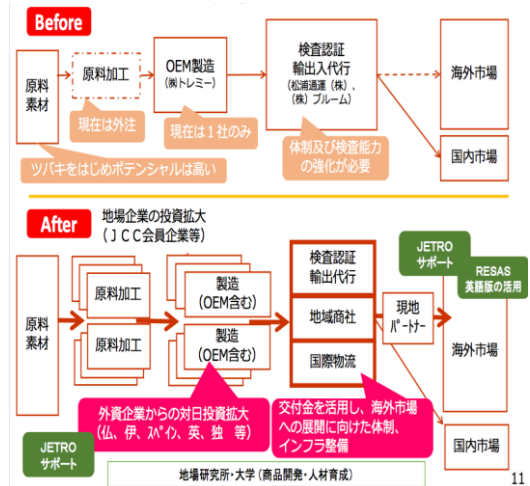 Before
原料
素材
原料加工
OEM製造
(㈱トレミー)
検査認証
輸出入代行
(松浦通運（株）、
（株）ブルーム)
海外市場
国内市場
現在は外注
現在は１社のみ
体制及び検査能力
の強化が必要
ツバキをはじめポテンシャルは高い
After
地場企業の投資拡大
（ＪＣＣ会員企業等）
原料
素材
原料加工
原料加工
製造
（OEM含む）
製造
（OEM含む）
検査認証
輸出代行
地域商社
国際物流
現地
ﾊﾟｰﾄﾅｰ
JETRO
サポート
RESAS
英語版の活用
海外市場
国内市場
外資企業からの対日投資拡大
（仏、伊、ｽﾍﾟｲﾝ、英、独　等）
交付金を活用し、海外市場
への展開に向けた体制、
インフラ整備
JETRO
サポート
地場研究所・大学（商品開発・人材育成）
11